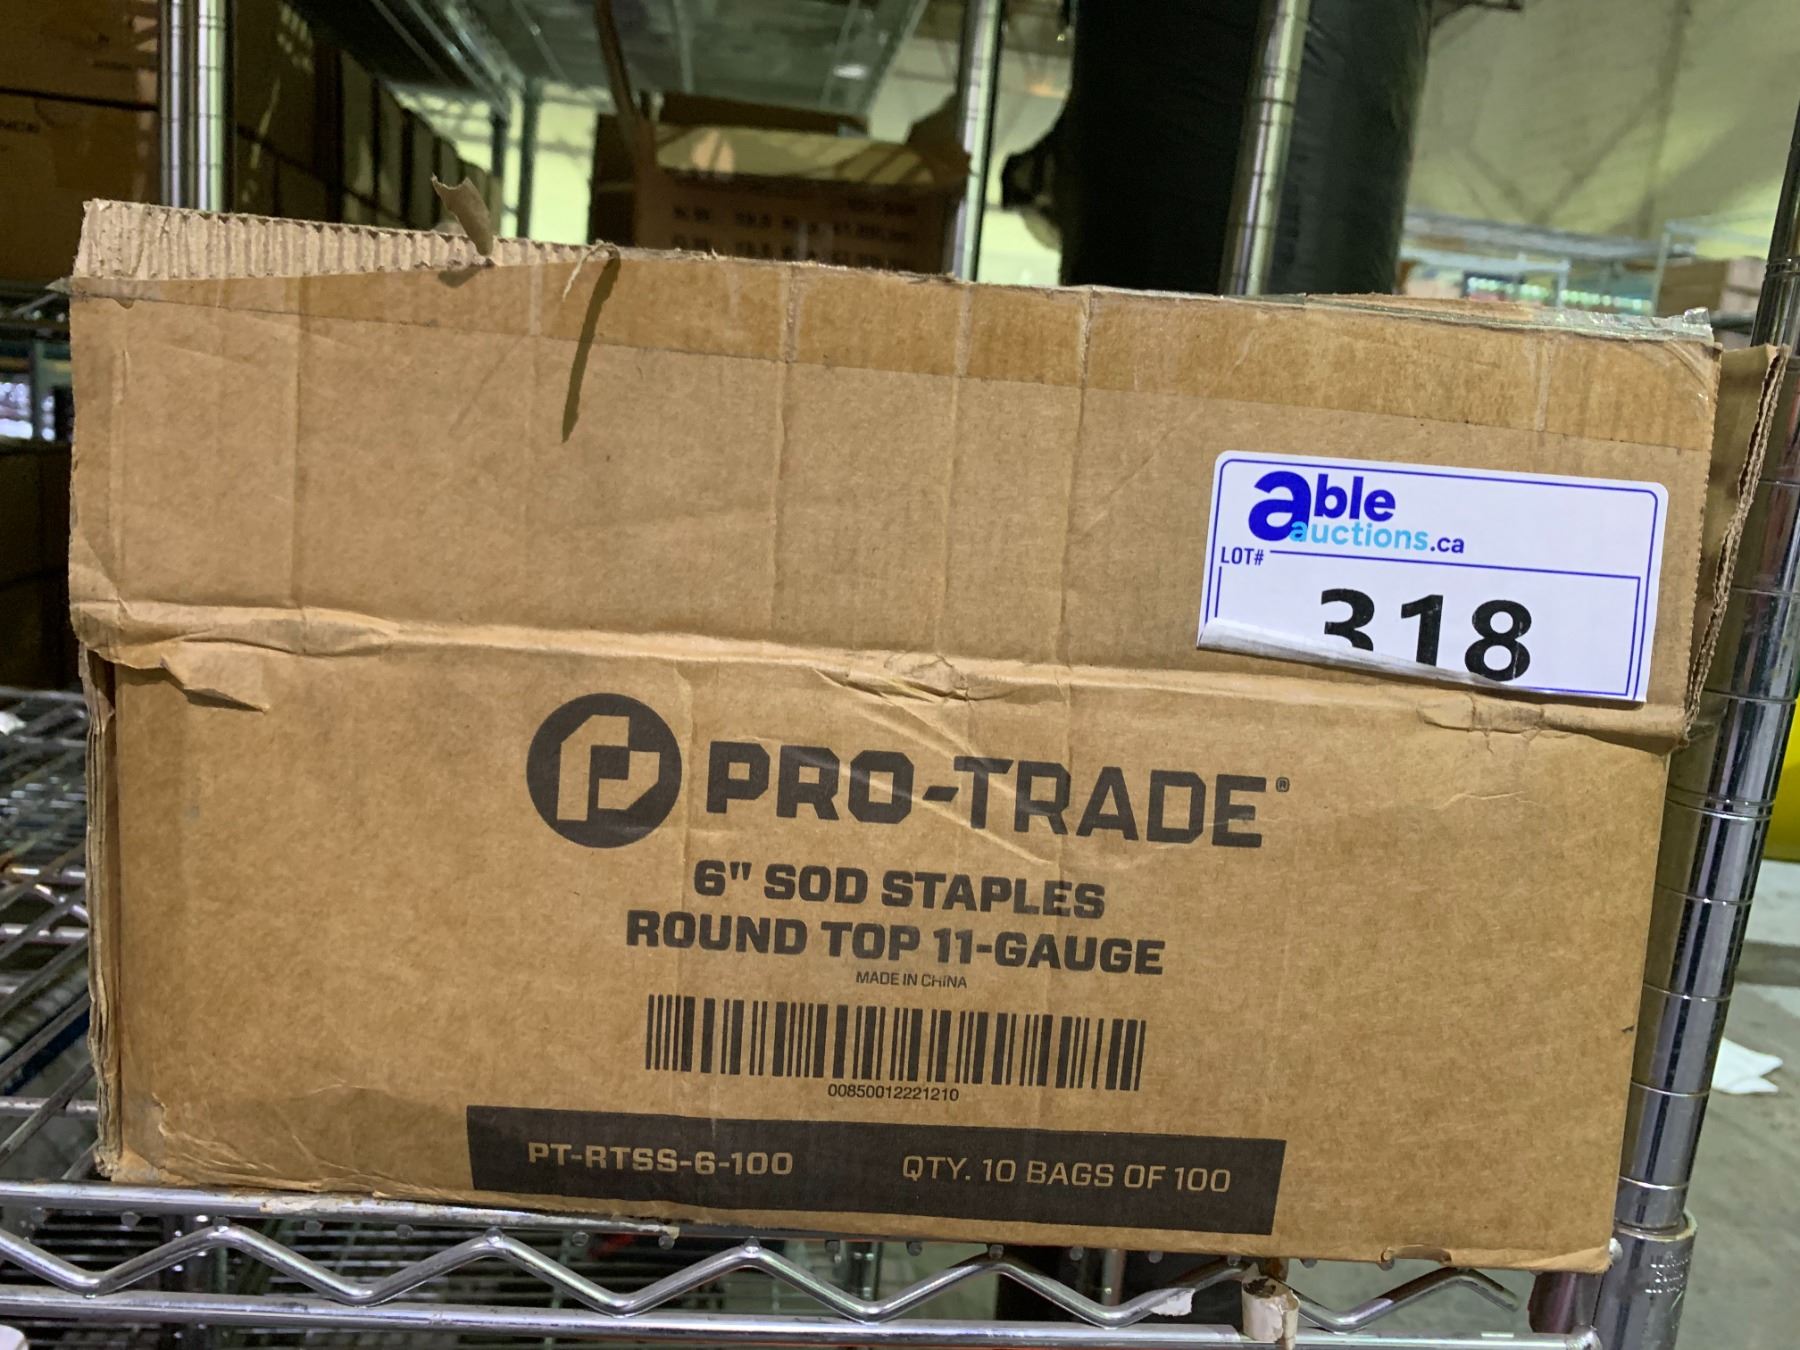 able
auctions.ca
LOT#
318
PRO-TRADE®
6" SOD STAPLES
ROUND TOP 11-GAUGE
MADE IN CHINA
00850012221210
PT-RTSS-6-100 QTY. 10 BAGS OF 100